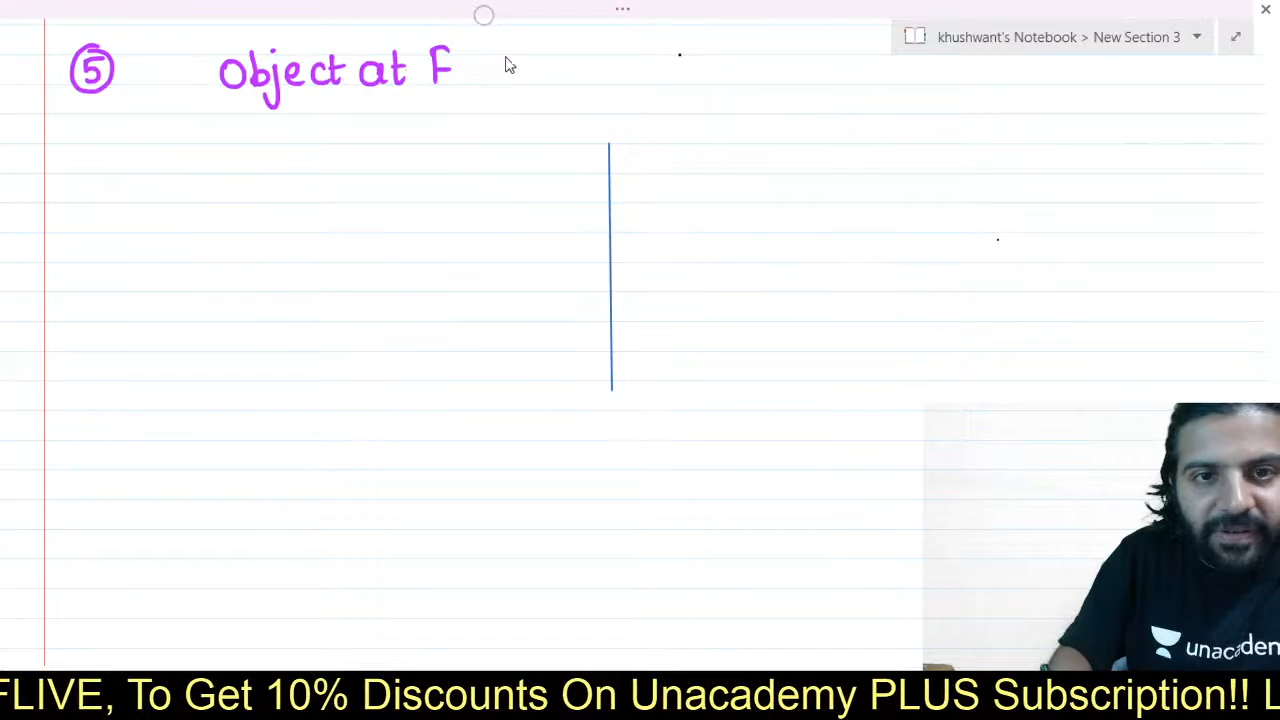 khushwant's Notebook > New Section 3
5 Object at F
unacadem
FLIVE, To Get 10% Discounts On Unacademy PLUS Subscription!! L